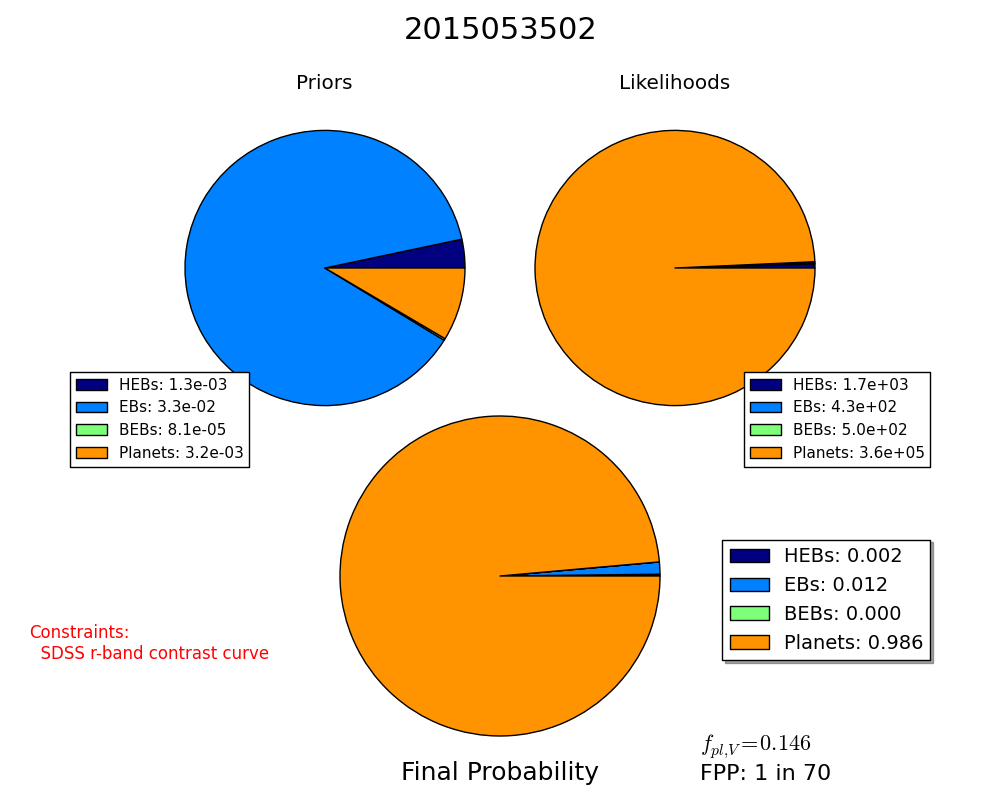 2015053502
Priors
Likelihoods
HEBs: 1.3e-03
EBs: 3.3e-02
BEBs: 8.1e-05
Planets: 3.2e-03
HEBs: 1.7e+03
EBs: 4.3e+02
BEBs: 5.0e+02
Planets: 3.6e+05
HEBs: 0.002
EBs: 0.012
BEBs: 0.000
Planets: 0.986
Constraints:
SDSS r-band contrast curve
f_{pl,V}=0.146
Final Probability
FPP: 1 in 70